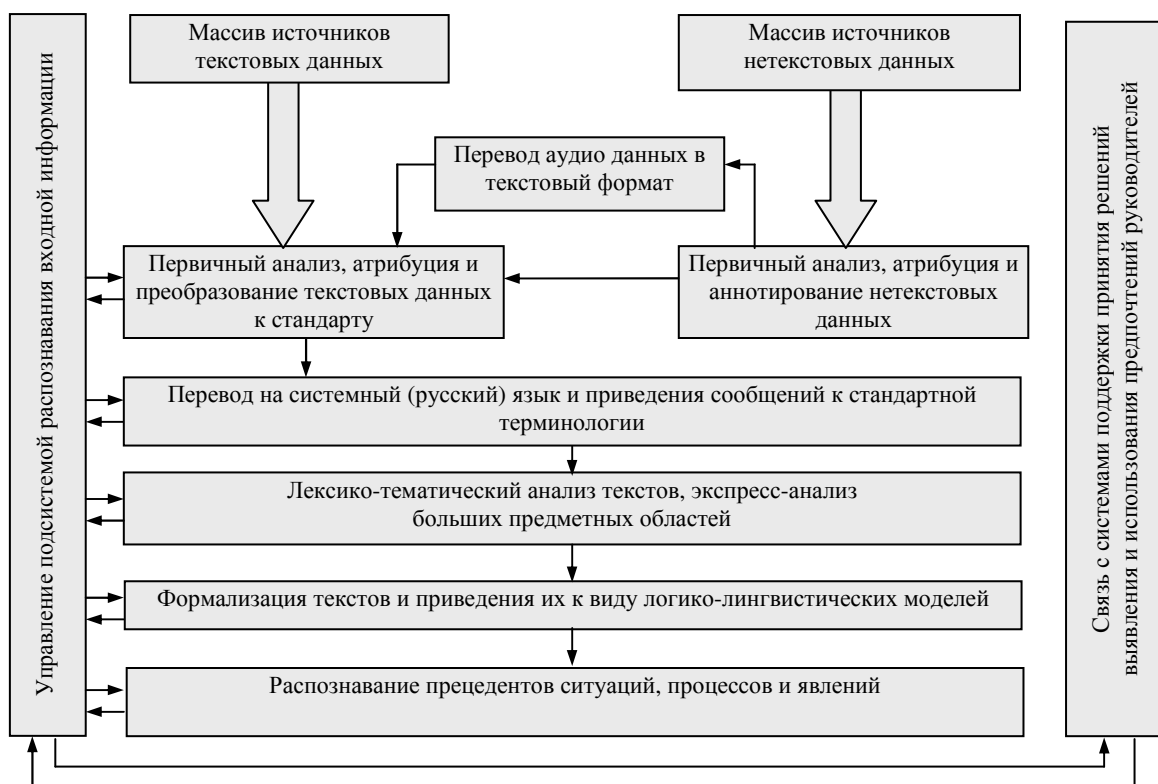 Управление подсистемой распознавания входной информации
Массив источников
текстовых данных
Массив источников
нетекстовых данных
Перевод аудио данных в
текстовый формат
Первичный анализ, атрибуция и
преобразование текстовых данных
к стандарту
Первичный анализ, атрибуция и
аннотирование нетекстовых
данных
Перевод на системный (русский) язык и приведения сообщений к стандартной
терминологии
Лексико-тематический анализ текстов, экспресс-анализ
больших предметных областей
Формализация текстов и приведения их к виду логико-лингвистических моделей
Распознавание прецедентов ситуаций, процессов и явлений
Связь с системами поддержки принятия решений
выявления и использования предпочтений руководителей